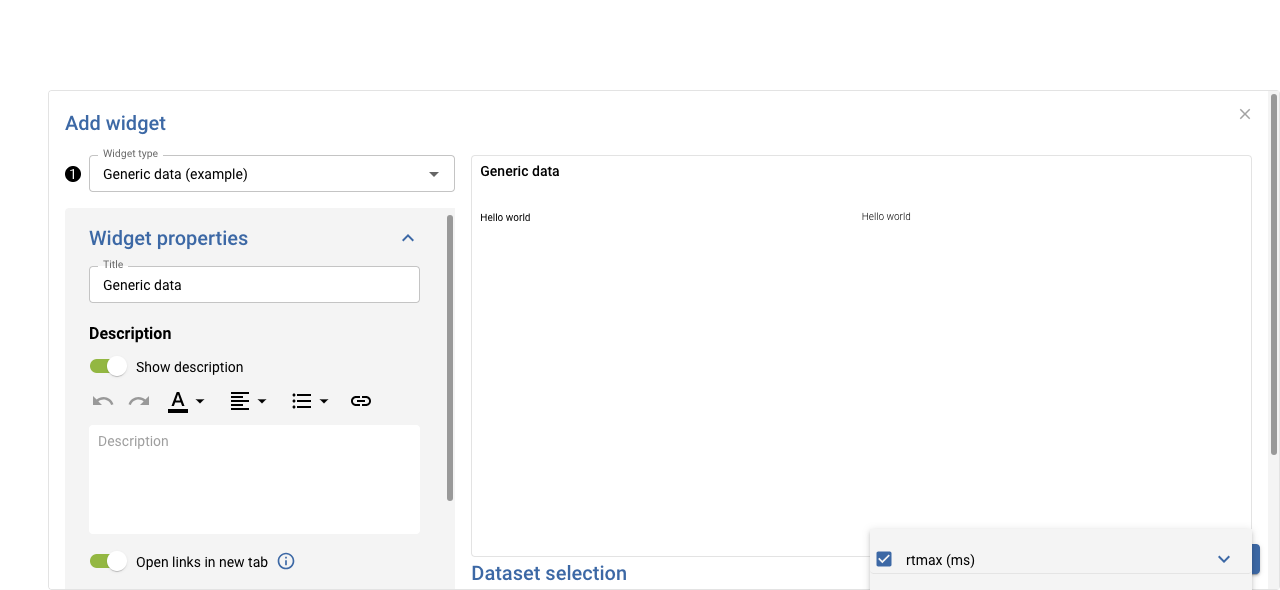 Add widget
Widget type
1
Generic data (example)
Widget properties
Title
Generic data
Description
Show description
A
Description
Open links in new tab
Generic data
Hello world
Hello world
Dataset selection
rtmax (ms)